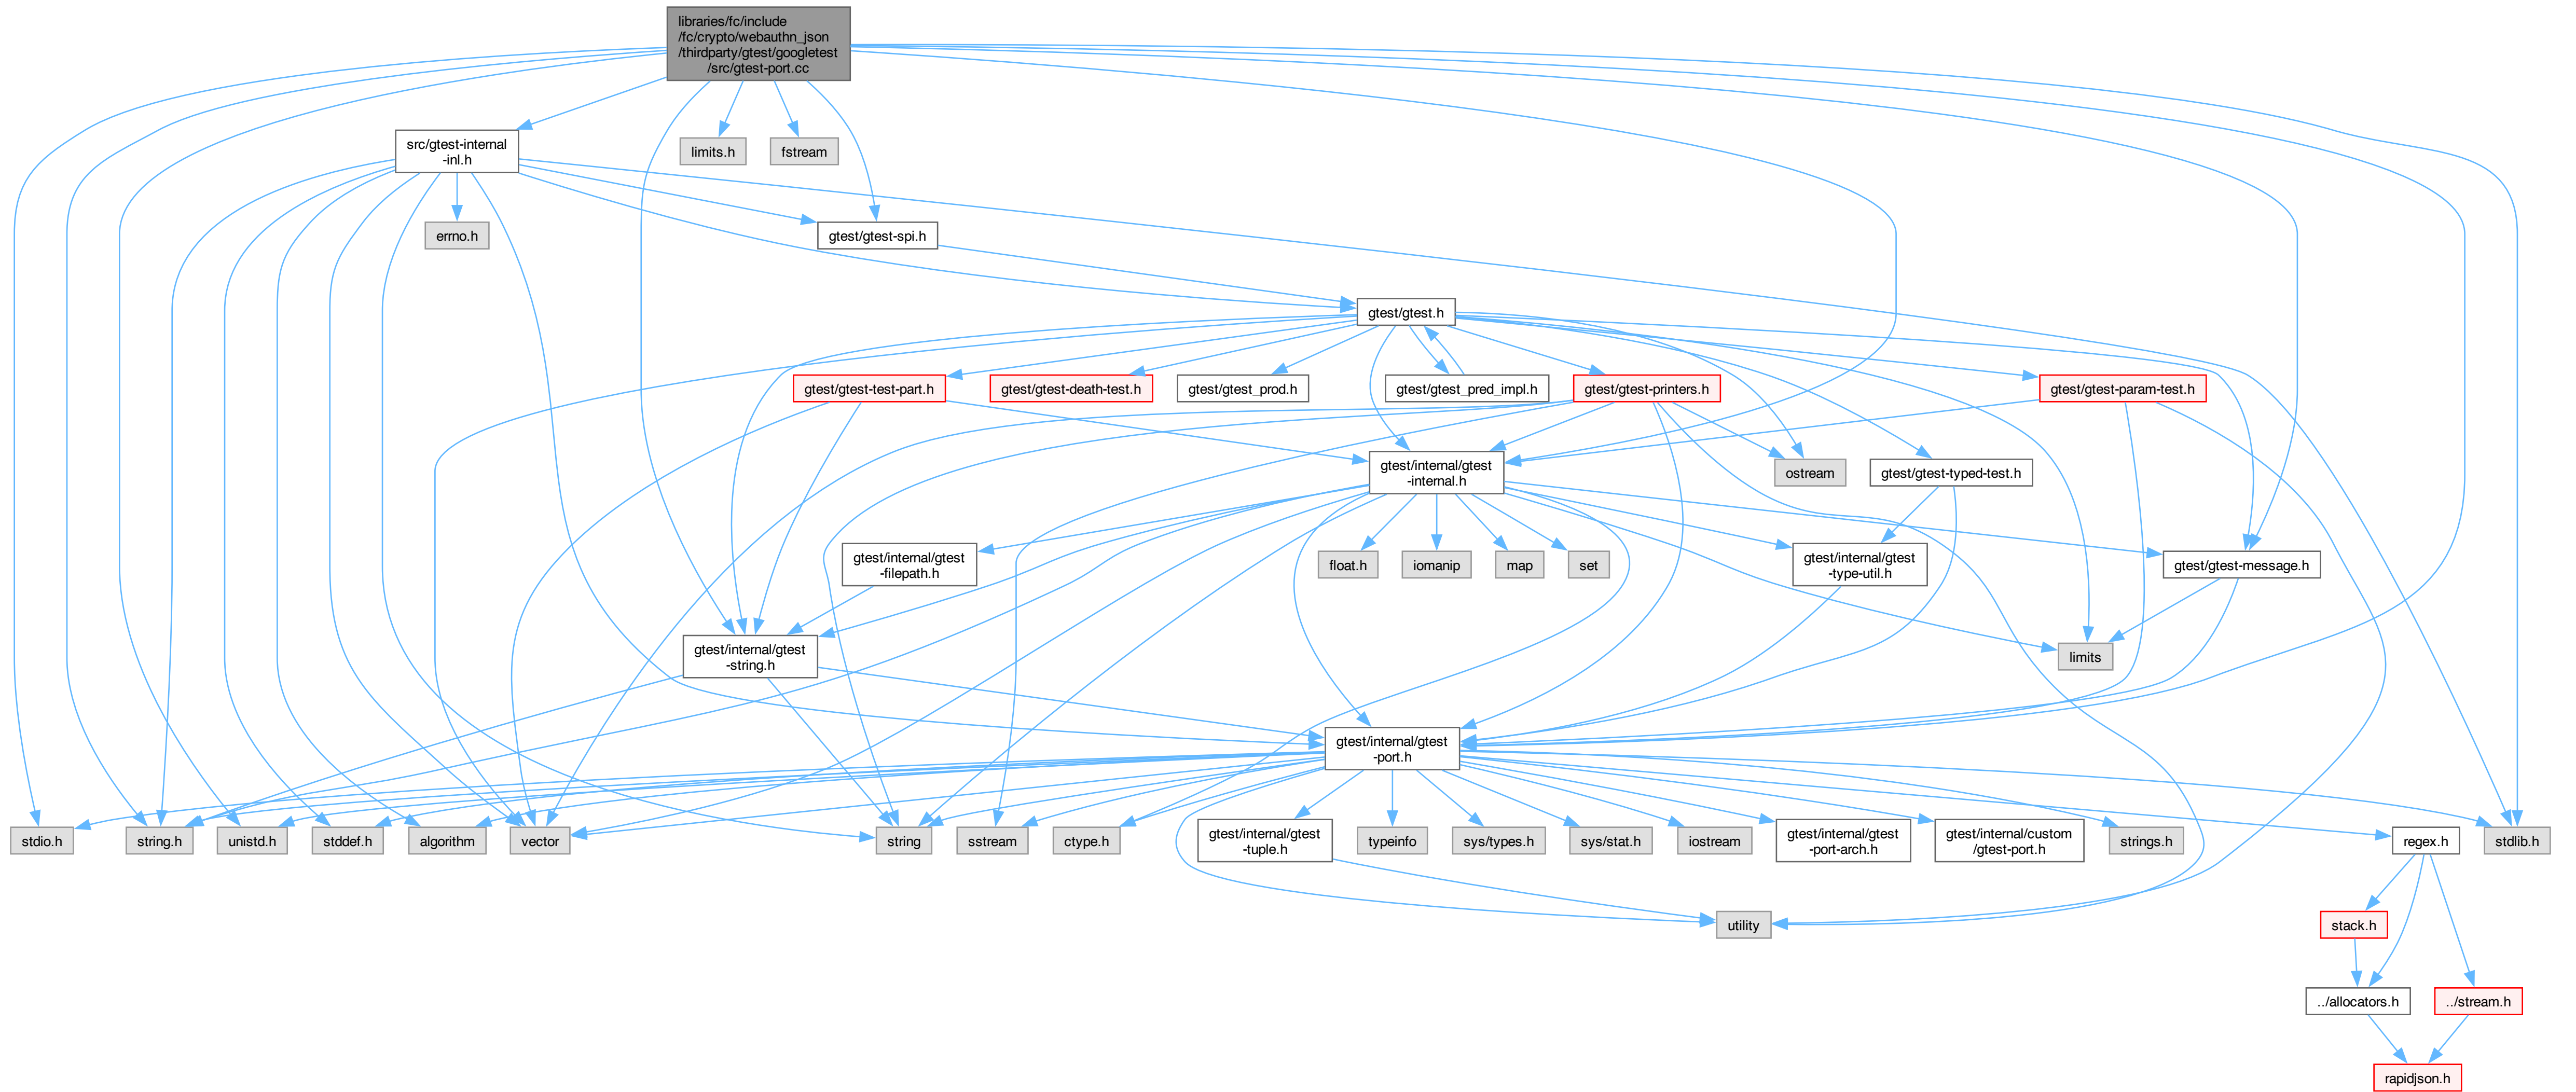 libraries/fc/include
/fc/crypto/webauthn_json
/thirdparty/gtest/googletest
/src/gtest-port.cc
src/gtest-internal
-inl.h
limits.h
fstream
errno.h
gtest/gtest-spi.h
gtest/gtest.h
gtest/gtest-test-part.h
gtest/gtest-death-test.h
gtest/gtest_prod.h
gtest/gtest_pred_impl.h
gtest/gtest-printers.h
gtest/gtest-param-test.h
gtest/internal/gtest
-internal.h
ostream
gtest/gtest-typed-test.h
gtest/internal/gtest
-filepath.h
float.h
iomanip
map
set
gtest/internal/gtest
-type-util.h
gtest/gtest-message.h
gtest/internal/gtest
-string.h
limits
gtest/internal/gtest
-port.h
stdio.h
string.h
unistd.h
stddef.h
algorithm
vector
string
sstream
ctype.h
gtest/internal/gtest
-tuple.h
typeinfo
sys/types.h
sys/stat.h
iostream
gtest/internal/gtest
-port-arch.h
gtest/internal/custom
/gtest-port.h
strings.h
regex.h
stdlib.h
utility
stack.h
../allocators.h
../stream.h
rapidjson.h